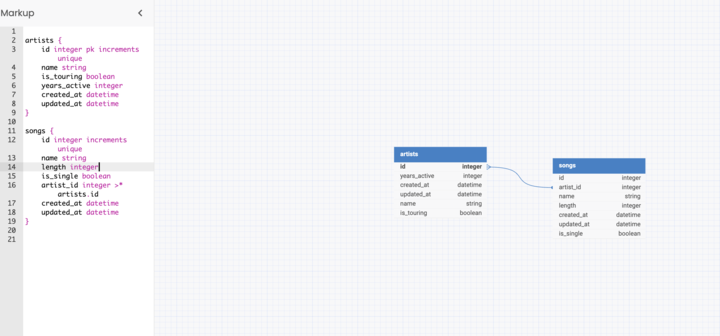 Markup
1
2 artists {
3 id integer pk increments
unique
4 name string
5 is_touring boolean
6 years_active integer
7 created_at datetime
8 updated_at datetime
9 }
10
11 songs {
12 id integer increments
unique
13 name string
14 length integer
15 is_single boolean
16 artist_id integer >*
artists.id
17 created_at datetime
18 updated_at datetime
19 }
20
21
artists
id integer
years_active integer
created_at datetime
updated_at datetime
name string
is_touring boolean
songs
id integer
artist_id integer
name string
length integer
created_at datetime
updated_at datetime
is_single boolean